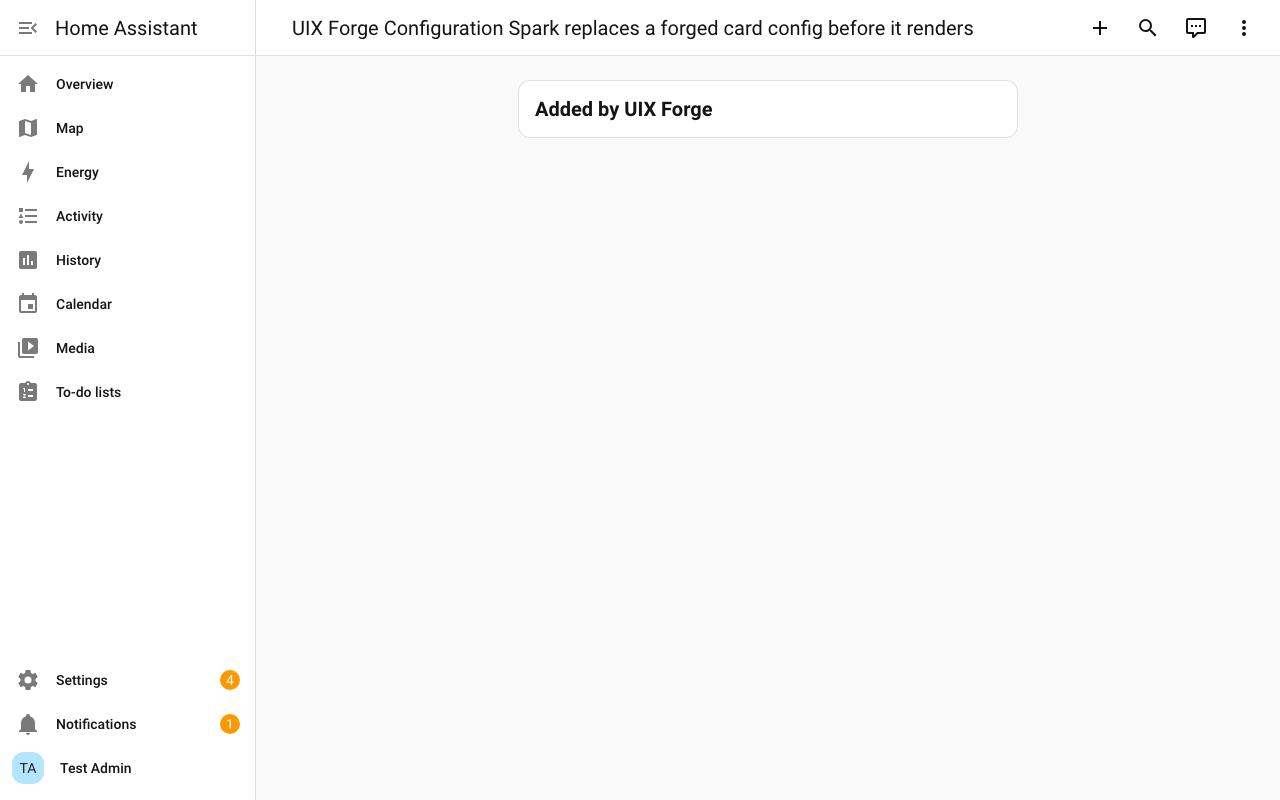 Home Assistant
UIX Forge Configuration Spark replaces a forged card config before it renders
Overview
Map
Energy
Activity
History
Calendar
Media
To-do lists
Added by UIX Forge
Settings 4
Notifications 1
TA Test Admin